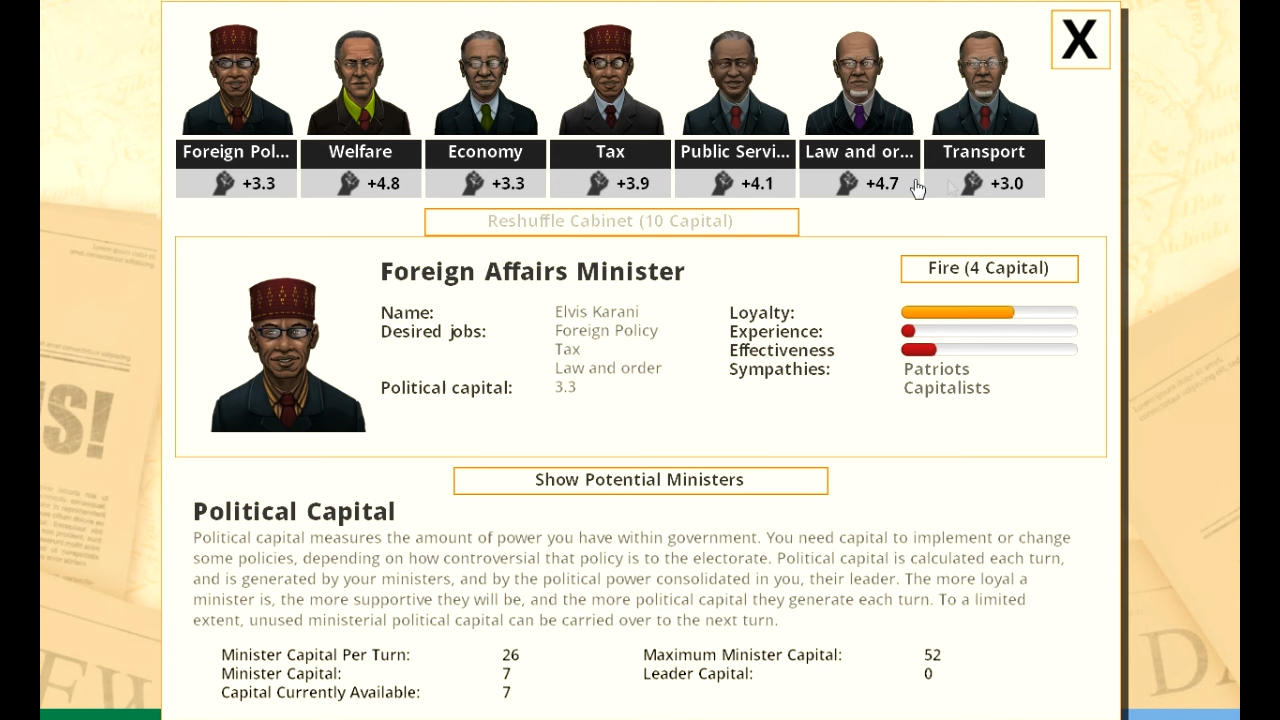 X
Foreign Pol... Welfare Economy Tax Public Servi... Law and or... Transport
+3.3 +4.8 +3.3 +3.9 +4.1 +4.7 +3.0
Reshuffle Cabinet (10 Capital)
Foreign Affairs Minister
Fire (4 Capital)
Name: Elvis Karani
Desired jobs: Foreign Policy
Tax
Law and order
Political capital: 3.3
Loyalty:
Experience:
Effectiveness
Sympathies: Patriots
Capitalists
Show Potential Ministers
Political Capital
Political capital measures the amount of power you have within government. You need capital to implement or change
some policies, depending on how controversial that policy is to the electorate. Political capital is calculated each turn,
and is generated by your ministers, and by the political power consolidated in you, their leader. The more loyal a
minister is, the more supportive they will be, and the more political capital they generate each turn. To a limited
extent, unused ministerial political capital can be carried over to the next turn.
Minister Capital Per Turn: 26 Maximum Minister Capital: 52
Minister Capital: 7 Leader Capital: 0
Capital Currently Available: 7
S!